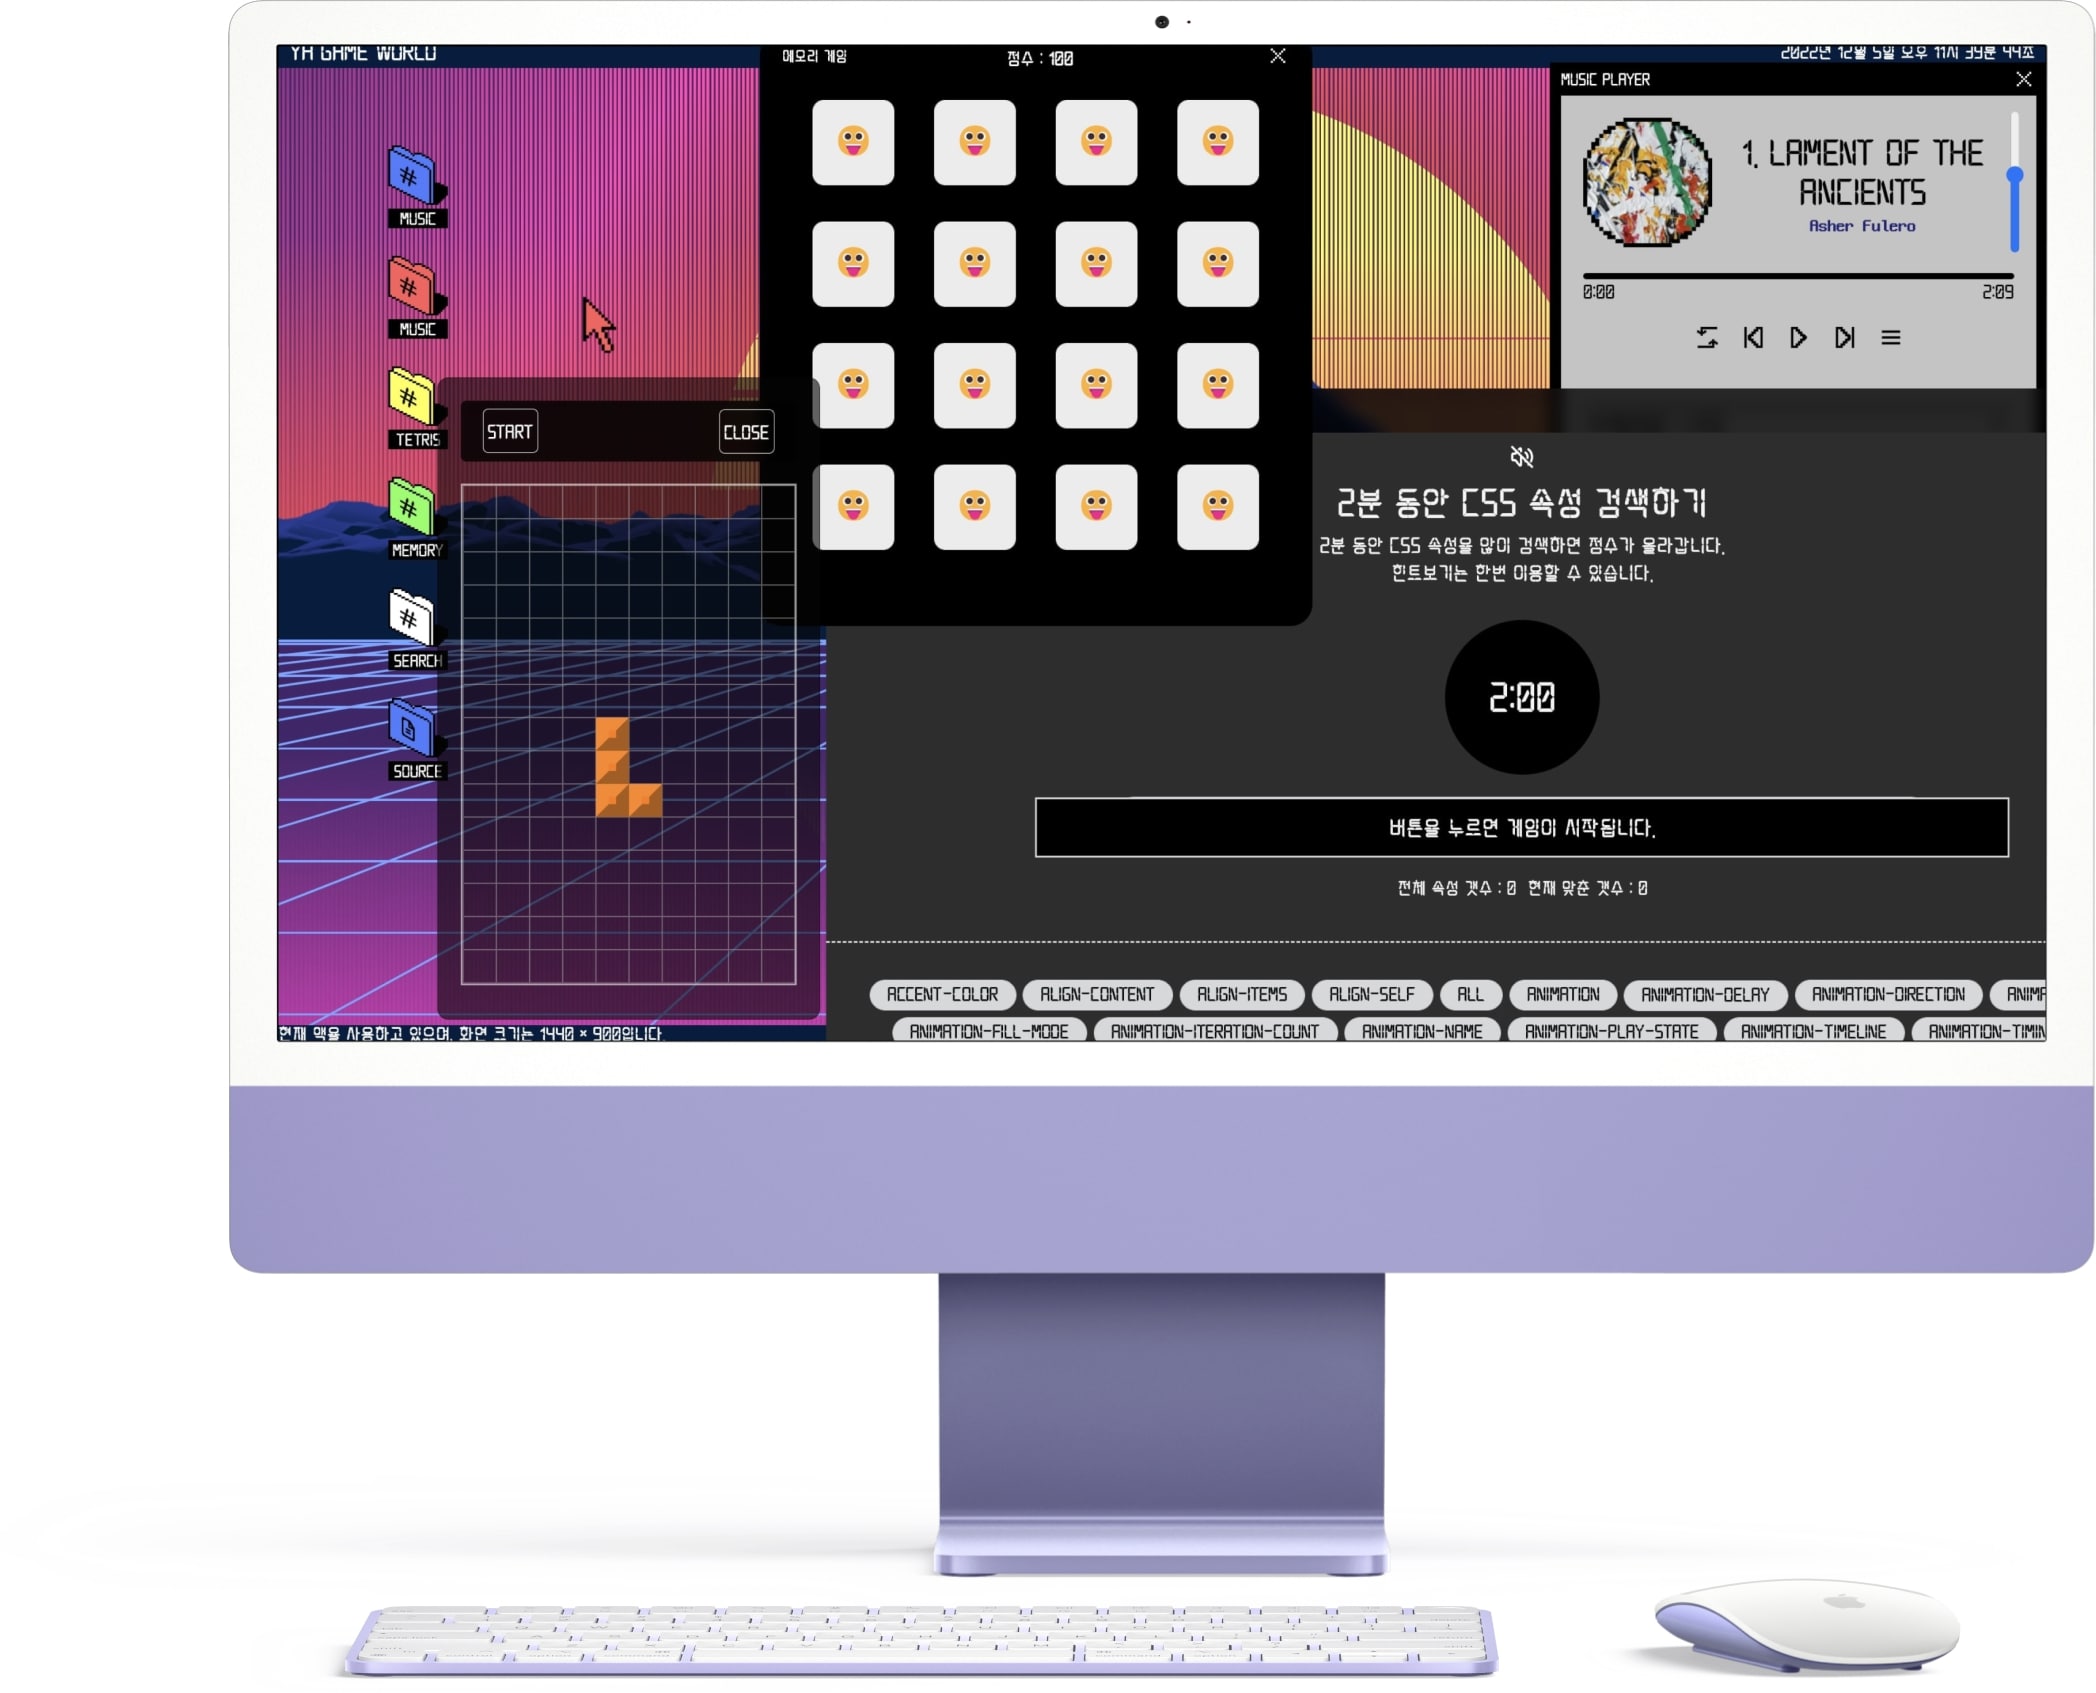 YA GAME WORLD
2022년 12월 5일 오후 11시 39분 44초
메모리 게임
점수 : 100
MUSIC PLAYER
1. LAMENT OF THE
ANCIENTS
Asher Fulero
0:00
2:09
MUSIC
MUSIC
TETRIS
MEMORY
SEARCH
SOURCE
START
CLOSE
2분 동안 CSS 속성 검색하기
2분 동안 CSS 속성을 많이 검색하면 점수가 올라갑니다.
힌트보기는 한번 이용할 수 있습니다.
2:00
버튼을 누르면 게임이 시작됩니다.
전체 속성 갯수 : 0 현재 맞춘 갯수 : 0
ACCENT-COLOR ALIGN-CONTENT ALIGN-ITEMS ALIGN-SELF ALL ANIMATION ANIMATION-DELAY ANIMATION-DIRECTION
ANIMATION-FILL-MODE ANIMATION-ITERATION-COUNT ANIMATION-NAME ANIMATION-PLAY-STATE ANIMATION-TIMELINE
현재 맥을 사용하고 있으며, 화면 크기는 1440 × 900입니다.